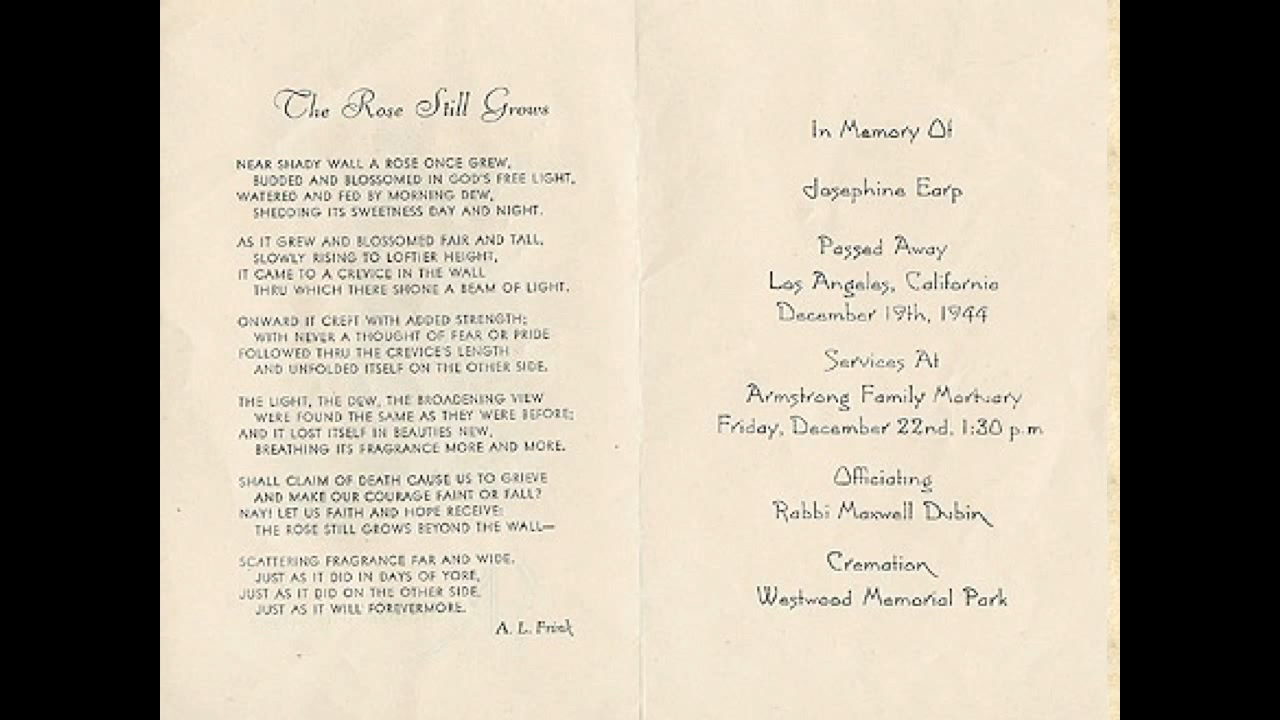 The Rose Still Grows
NEAR SHADY WALL A ROSE ONCE GREW,
BUDDED AND BLOSSOMED IN GOD'S FREE LIGHT,
WATERED AND FED BY MORNING DEW,
SHEDDING ITS SWEETNESS DAY AND NIGHT.
AS IT GREW AND BLOSSOMED FAIR AND TALL,
SLOWLY RISING TO LOFTIER HEIGHT,
IT CAME TO A CREVICE IN THE WALL
THRU WHICH THERE SHONE A BEAM OF LIGHT.
ONWARD IT CREPT WITH ADDED STRENGTH;
WITH NEVER A THOUGHT OF FEAR OR PRIDE
FOLLOWED THRU THE CREVICE'S LENGTH
AND UNFOLDED ITSELF ON THE OTHER SIDE.
THE LIGHT, THE DEW, THE BROADENING VIEW
WERE FOUND THE SAME AS THEY WERE BEFORE;
AND IT LOST ITSELF IN BEAUTIES NEW,
BREATHING ITS FRAGRANCE MORE AND MORE.
SHALL CLAIM OF DEATH CAUSE US TO GRIEVE
AND MAKE OUR COURAGE FAINT OR FALL?
NAY! LET US FAITH AND HOPE RECEIVE:
THE ROSE STILL GROWS BEYOND THE WALL—
SCATTERING FRAGRANCE FAR AND WIDE,
JUST AS IT DID IN DAYS OF YORE,
JUST AS IT DID ON THE OTHER SIDE,
JUST AS IT WILL FOREVERMORE.
A. L. Frink
In Memory Of
Josephine Earp
Passed Away
Los Angeles, California
December 19th, 1944
Services At
Armstrong Family Mortuary
Friday, December 22nd, 1:30 p.m
Officiating
Rabbi Maxwell Dubin
Cremation
Westwood Memorial Park